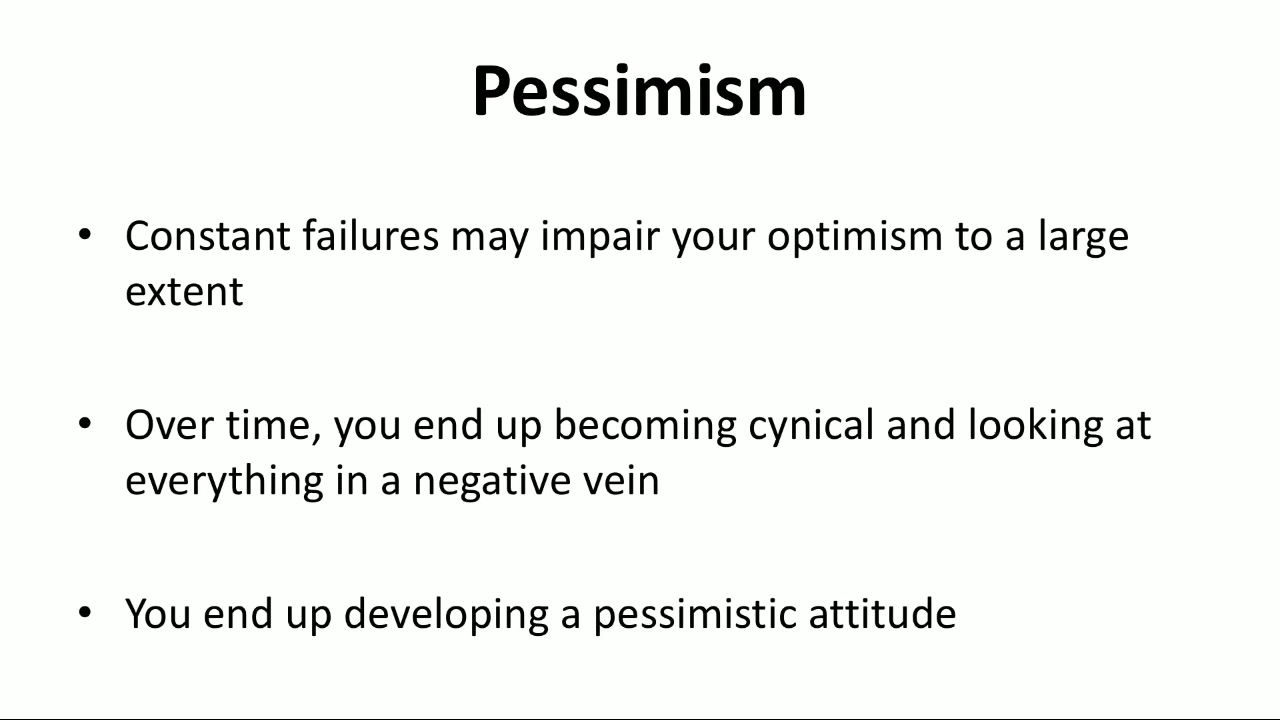 Pessimism
• Constant failures may impair your optimism to a large
extent
• Over time, you end up becoming cynical and looking at
everything in a negative vein
• You end up developing a pessimistic attitude